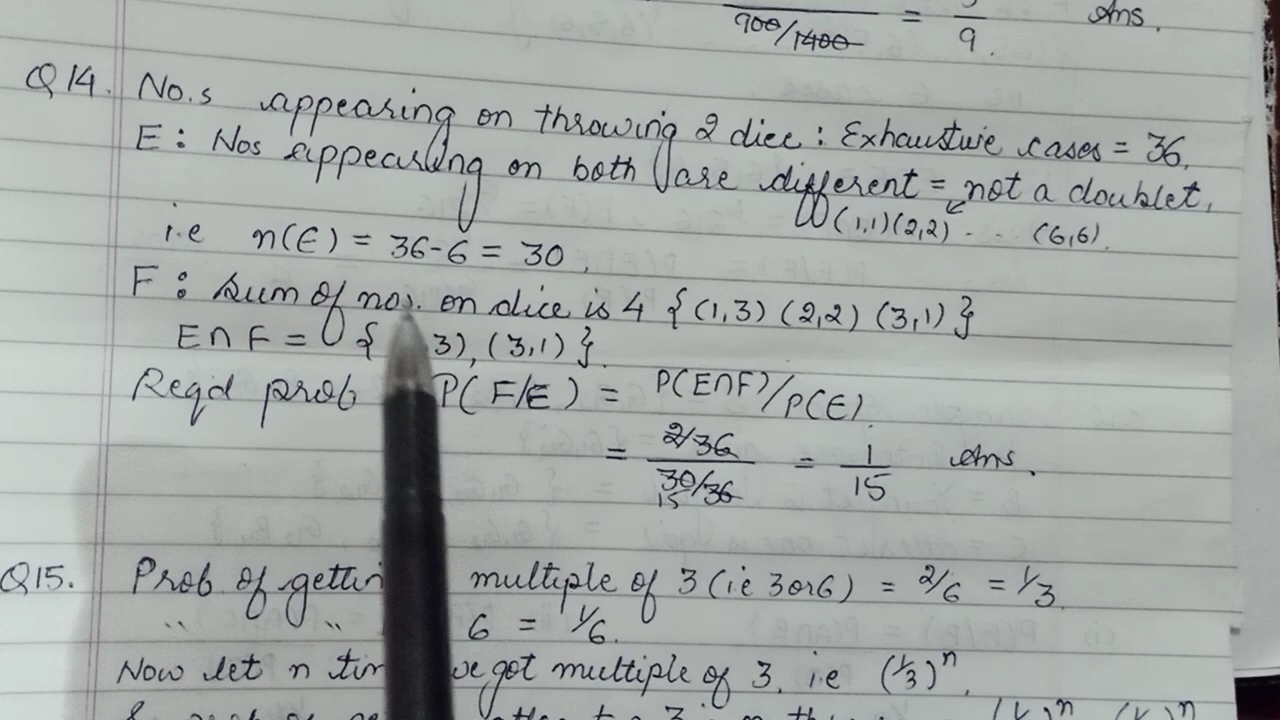 900/1400 = /9. Ans.
Q14. No.s appearing on throwing 2 dice : Exhaustive cases = 36.
E : Nos appearing on both are different = not a doublet,
(1,1)(2,2) . . (6,6).
i.e n(E) = 36-6 = 30.
F : Sum of nos. on dice is 4 {(1,3) (2,2) (3,1)}
E∩F = { 3), (3,1)}.
Reqd prob P(F/E) = P(E∩F)/P(E).
= 2/36 / 30/36 = 1/15 Ans.
15
Q15. Prob of multiple of 3 (ie 3 or 6) = 2/6 = 1/3.
,, ,, 6 = 1/6.
Now let n got multiple of 3. i.e (1/3)ⁿ.